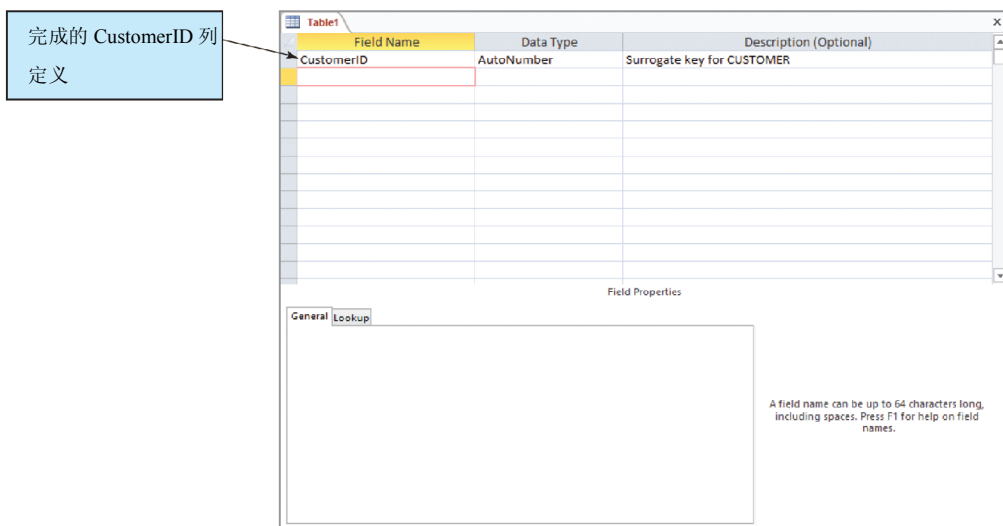 完成的 CustomerID 列
定义
Table1
Field Name Data Type Description (Optional)
CustomerID AutoNumber Surrogate key for CUSTOMER
Field Properties
General Lookup
A field name can be up to 64 characters long,
including spaces. Press F1 for help on field
names.